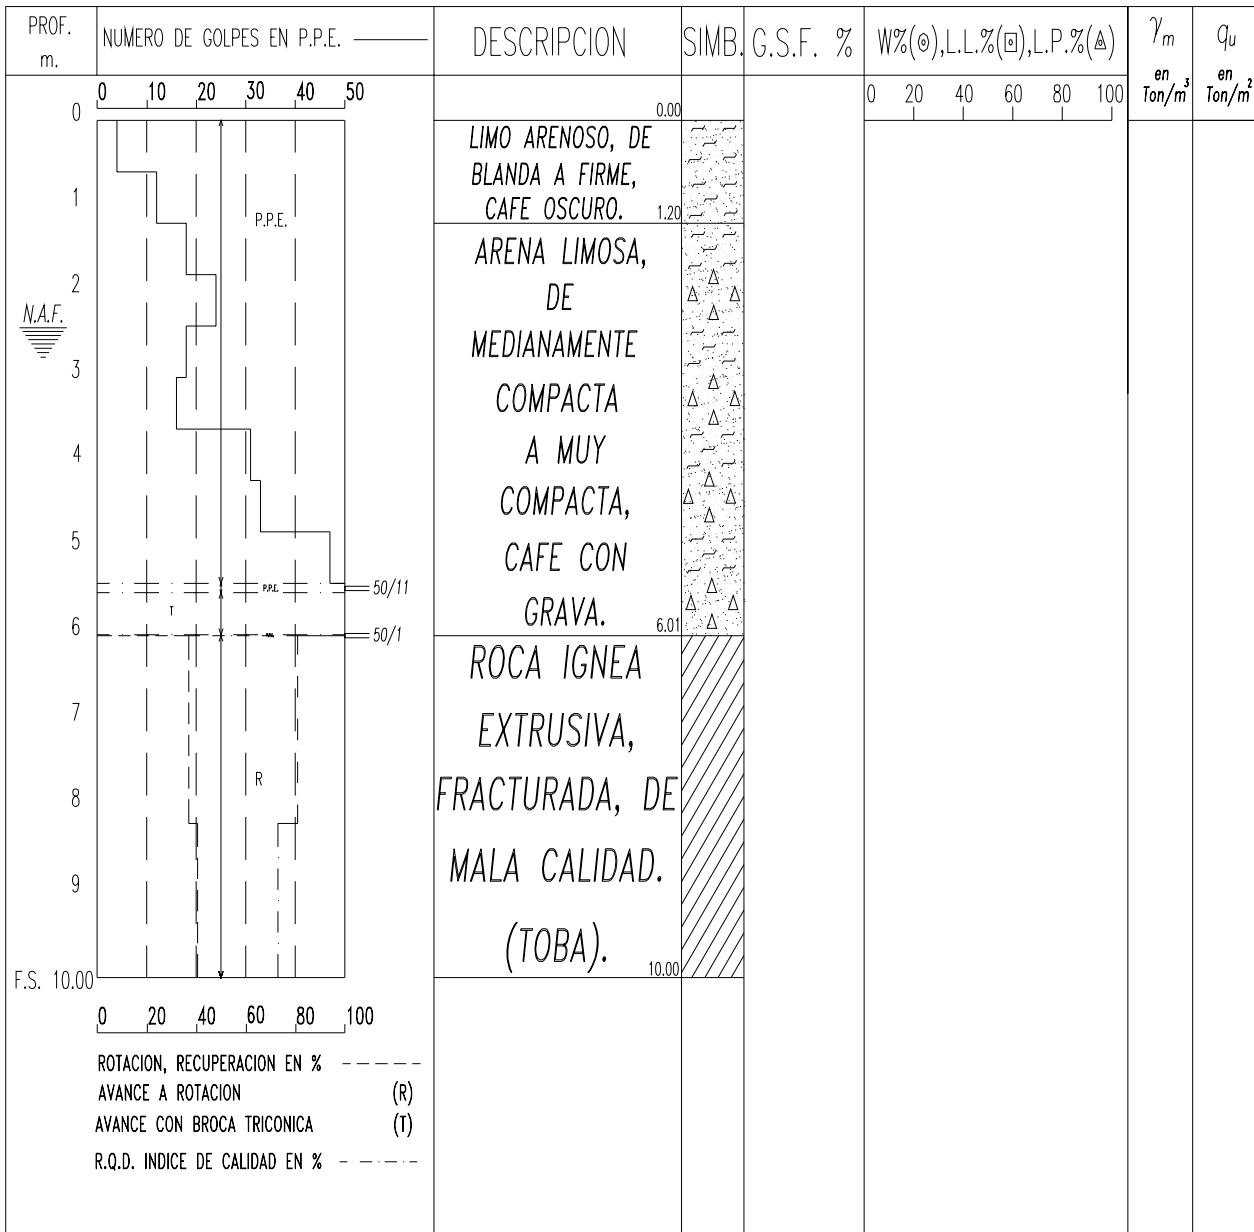 PROF.
m.
NUMERO DE GOLPES EN P.P.E.
DESCRIPCION
SIMB.
G.S.F. %
W%(⊙),L.L.%(⊡),L.P.%(◬)
γm
en
Ton/m³
qu
en
Ton/m²
0 10 20 30 40 50
0 20 40 60 80 100
0
1
2
N.A.F.
3
4
5
6
7
8
9
F.S. 10.00
P.P.E.
P.P.E.
50/11
T
50/1
R
0.00
LIMO ARENOSO, DE
BLANDA A FIRME,
CAFE OSCURO.
1.20
ARENA LIMOSA,
DE
MEDIANAMENTE
COMPACTA
A MUY
COMPACTA,
CAFE CON
GRAVA.
6.01
ROCA IGNEA
EXTRUSIVA,
FRACTURADA, DE
MALA CALIDAD.
(TOBA).
10.00
0 20 40 60 80 100
ROTACION, RECUPERACION EN %
AVANCE A ROTACION (R)
AVANCE CON BROCA TRICONICA (T)
R.Q.D. INDICE DE CALIDAD EN %